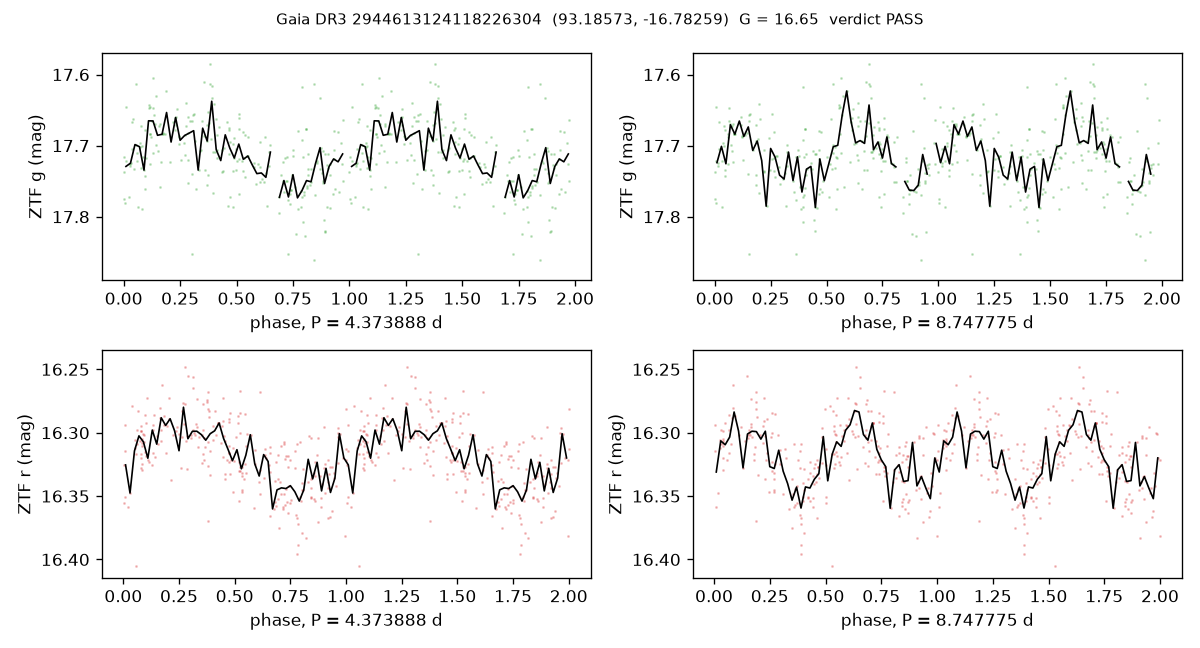 Gaia DR3 2944613124118226304 (93.18573, -16.78259) G = 16.65 verdict PASS
ZTF g (mag)
17.6
17.7
17.8
0.00 0.25 0.50 0.75 1.00 1.25 1.50 1.75 2.00
phase, P = 4.373888 d
ZTF g (mag)
17.6
17.7
17.8
0.00 0.25 0.50 0.75 1.00 1.25 1.50 1.75 2.00
phase, P = 8.747775 d
ZTF r (mag)
16.25
16.30
16.35
16.40
0.00 0.25 0.50 0.75 1.00 1.25 1.50 1.75 2.00
phase, P = 4.373888 d
ZTF r (mag)
16.25
16.30
16.35
16.40
0.00 0.25 0.50 0.75 1.00 1.25 1.50 1.75 2.00
phase, P = 8.747775 d